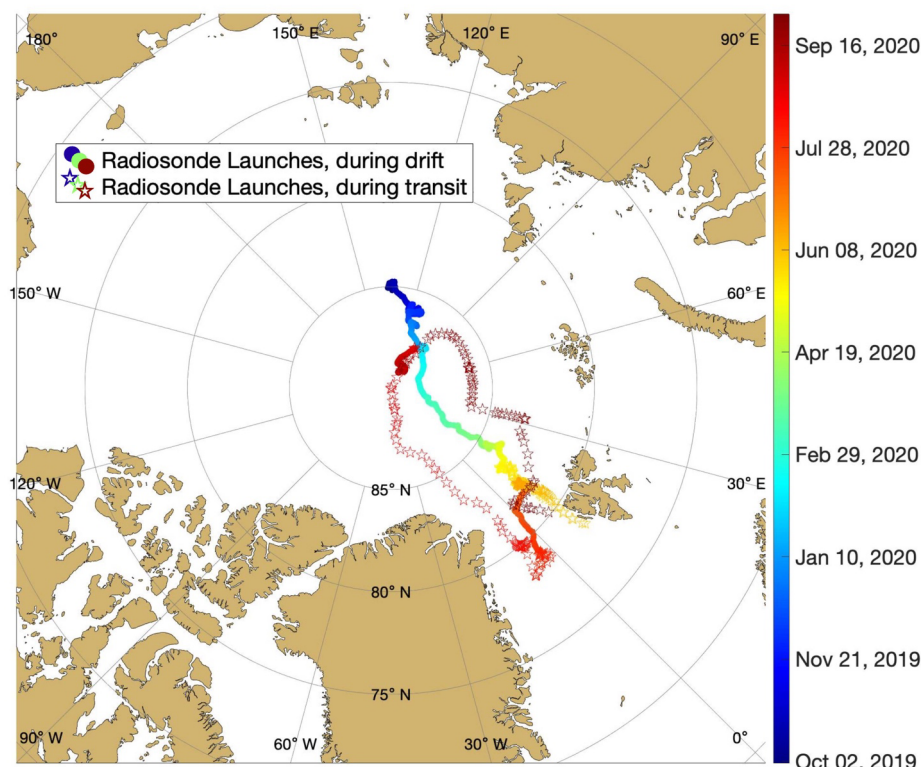 180°
150° E
120° E
90° E
Sep 16, 2020
Radiosonde Launches, during drift
Jul 28, 2020
Radiosonde Launches, during transit
Jun 08, 2020
150° W
60° E
Apr 19, 2020
Feb 29, 2020
120° W
85° N
30° E
Jan 10, 2020
80° N
Nov 21, 2019
75° N
90° W
60° W
30° W
0°
Oct 02, 2019